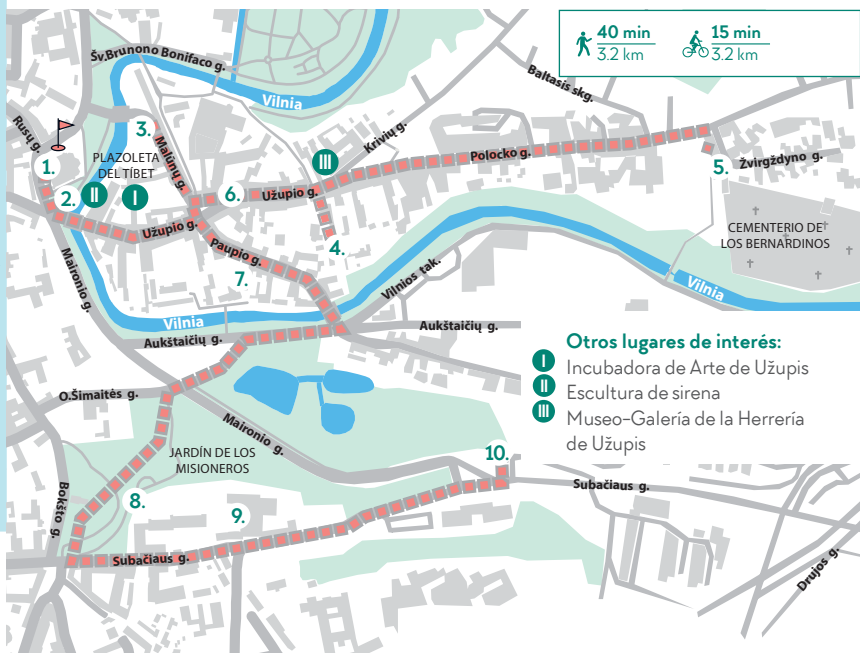 40 min
3.2 km
15 min
3.2 km
Šv.Brunono Bonifaco g.
Vilnia
Baltasis skg.
Rusų g.
3.
Malūnų g.
Krivių g.
1.
PLAZOLETA
DEL TÍBET
III
Polocko g.
5.
Žvirgždyno g.
2.
II
I
6.
Užupio g.
Užupio g.
4.
CEMENTERIO DE
LOS BERNARDINOS
Maironio g.
Paupio g.
7.
Vilnios tak.
Vilnia
Vilnia
Aukštaičių g.
Aukštaičių g.
Otros lugares de interés:
I Incubadora de Arte de Užupis
II Escultura de sirena
III Museo-Galería de la Herrería
de Užupis
O.Šimaitės g.
Maironio g.
JARDÍN DE LOS
MISIONEROS
10.
Subačiaus g.
Bokšto g.
8.
9.
Subačiaus g.
Drujos g.